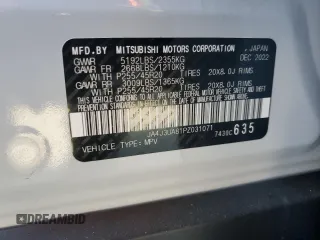 MFD.BY MITSUBISHI MOTORS CORPORATION, JAPAN
GVWR 5192LBS/2355KG DEC 2022
GAWR FR 2668LBS/1210KG
WITH P255/45R20 TIRES 20X8.0J RIMS
GAWR RR 3009LBS/1365KG
WITH P255/45R20 TIRES 20X8.0J RIMS
JA4J3UA81PZ031071
VEHICLE TYPE: MPV 7430C 635
DREAMBID